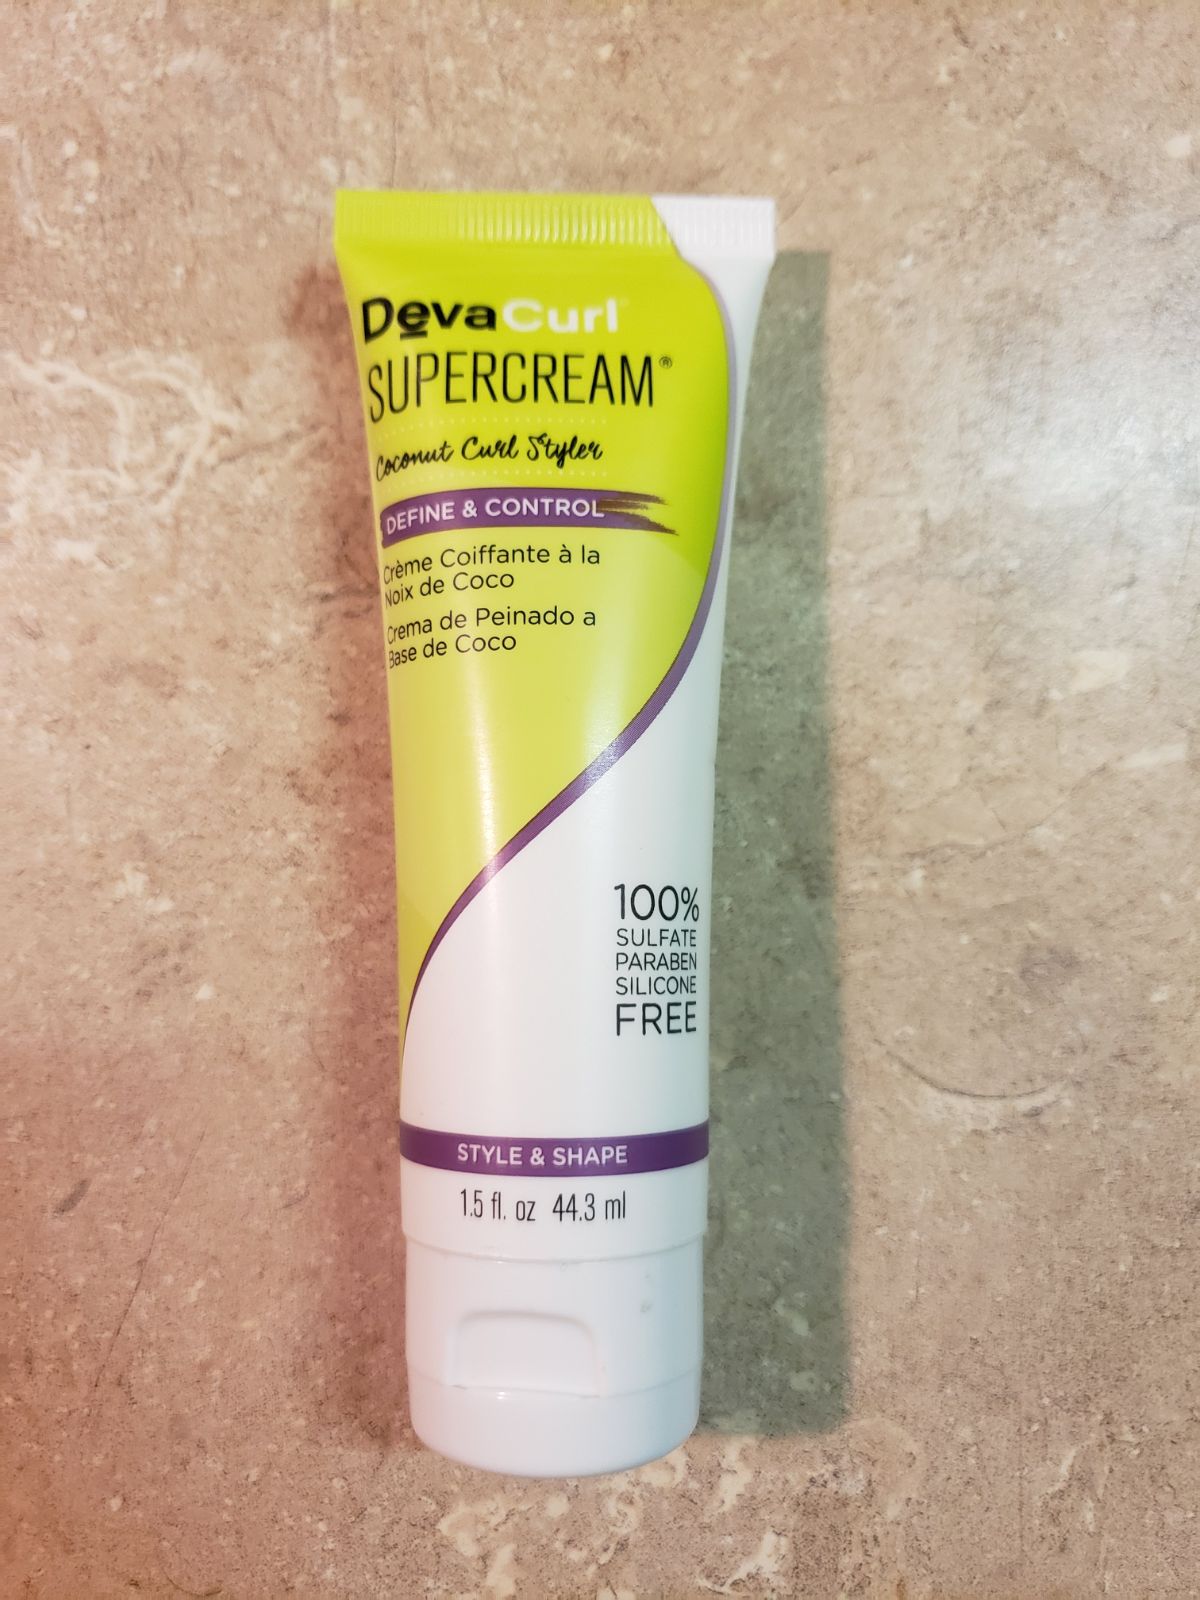 DevaCurl
SUPERCREAM®
Coconut Curl Styler
DEFINE & CONTROL
Crème Coiffante à la
Noix de Coco
Crema de Peinado a
Base de Coco
100%
SULFATE
PARABEN
SILICONE
FREE
STYLE & SHAPE
1.5 fl. oz 44.3 ml